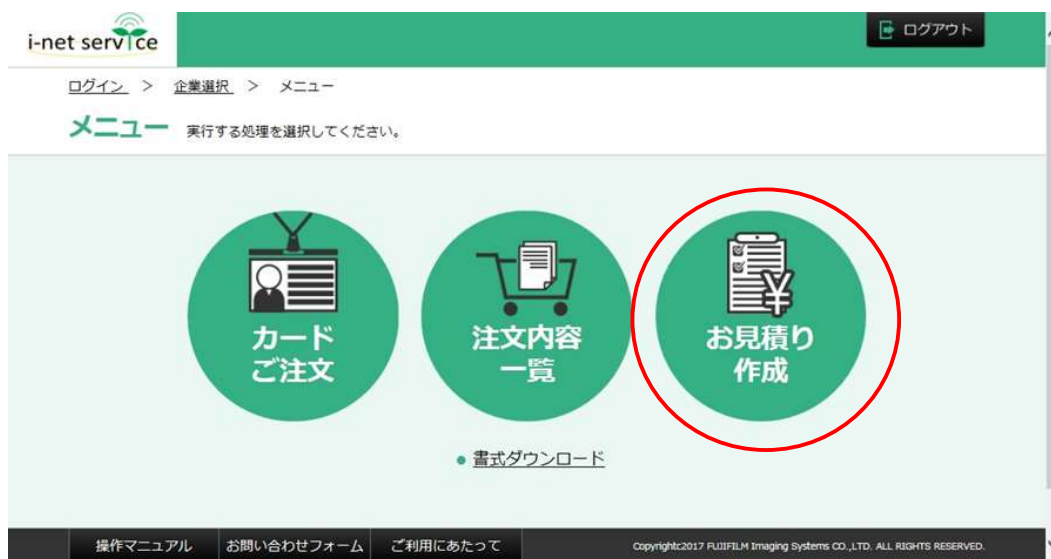 i-net service
ログアウト
ログイン ＞ 企業選択 ＞ メニュー
メニュー 実行する処理を選択してください。
カード
ご注文
注文内容
一覧
¥
お見積り
作成
書式ダウンロード
操作マニュアル お問い合わせフォーム ご利用にあたって Copyrightc2017 FUJIFILM Imaging Systems CO.,LTD. ALL RIGHTS RESERVED.